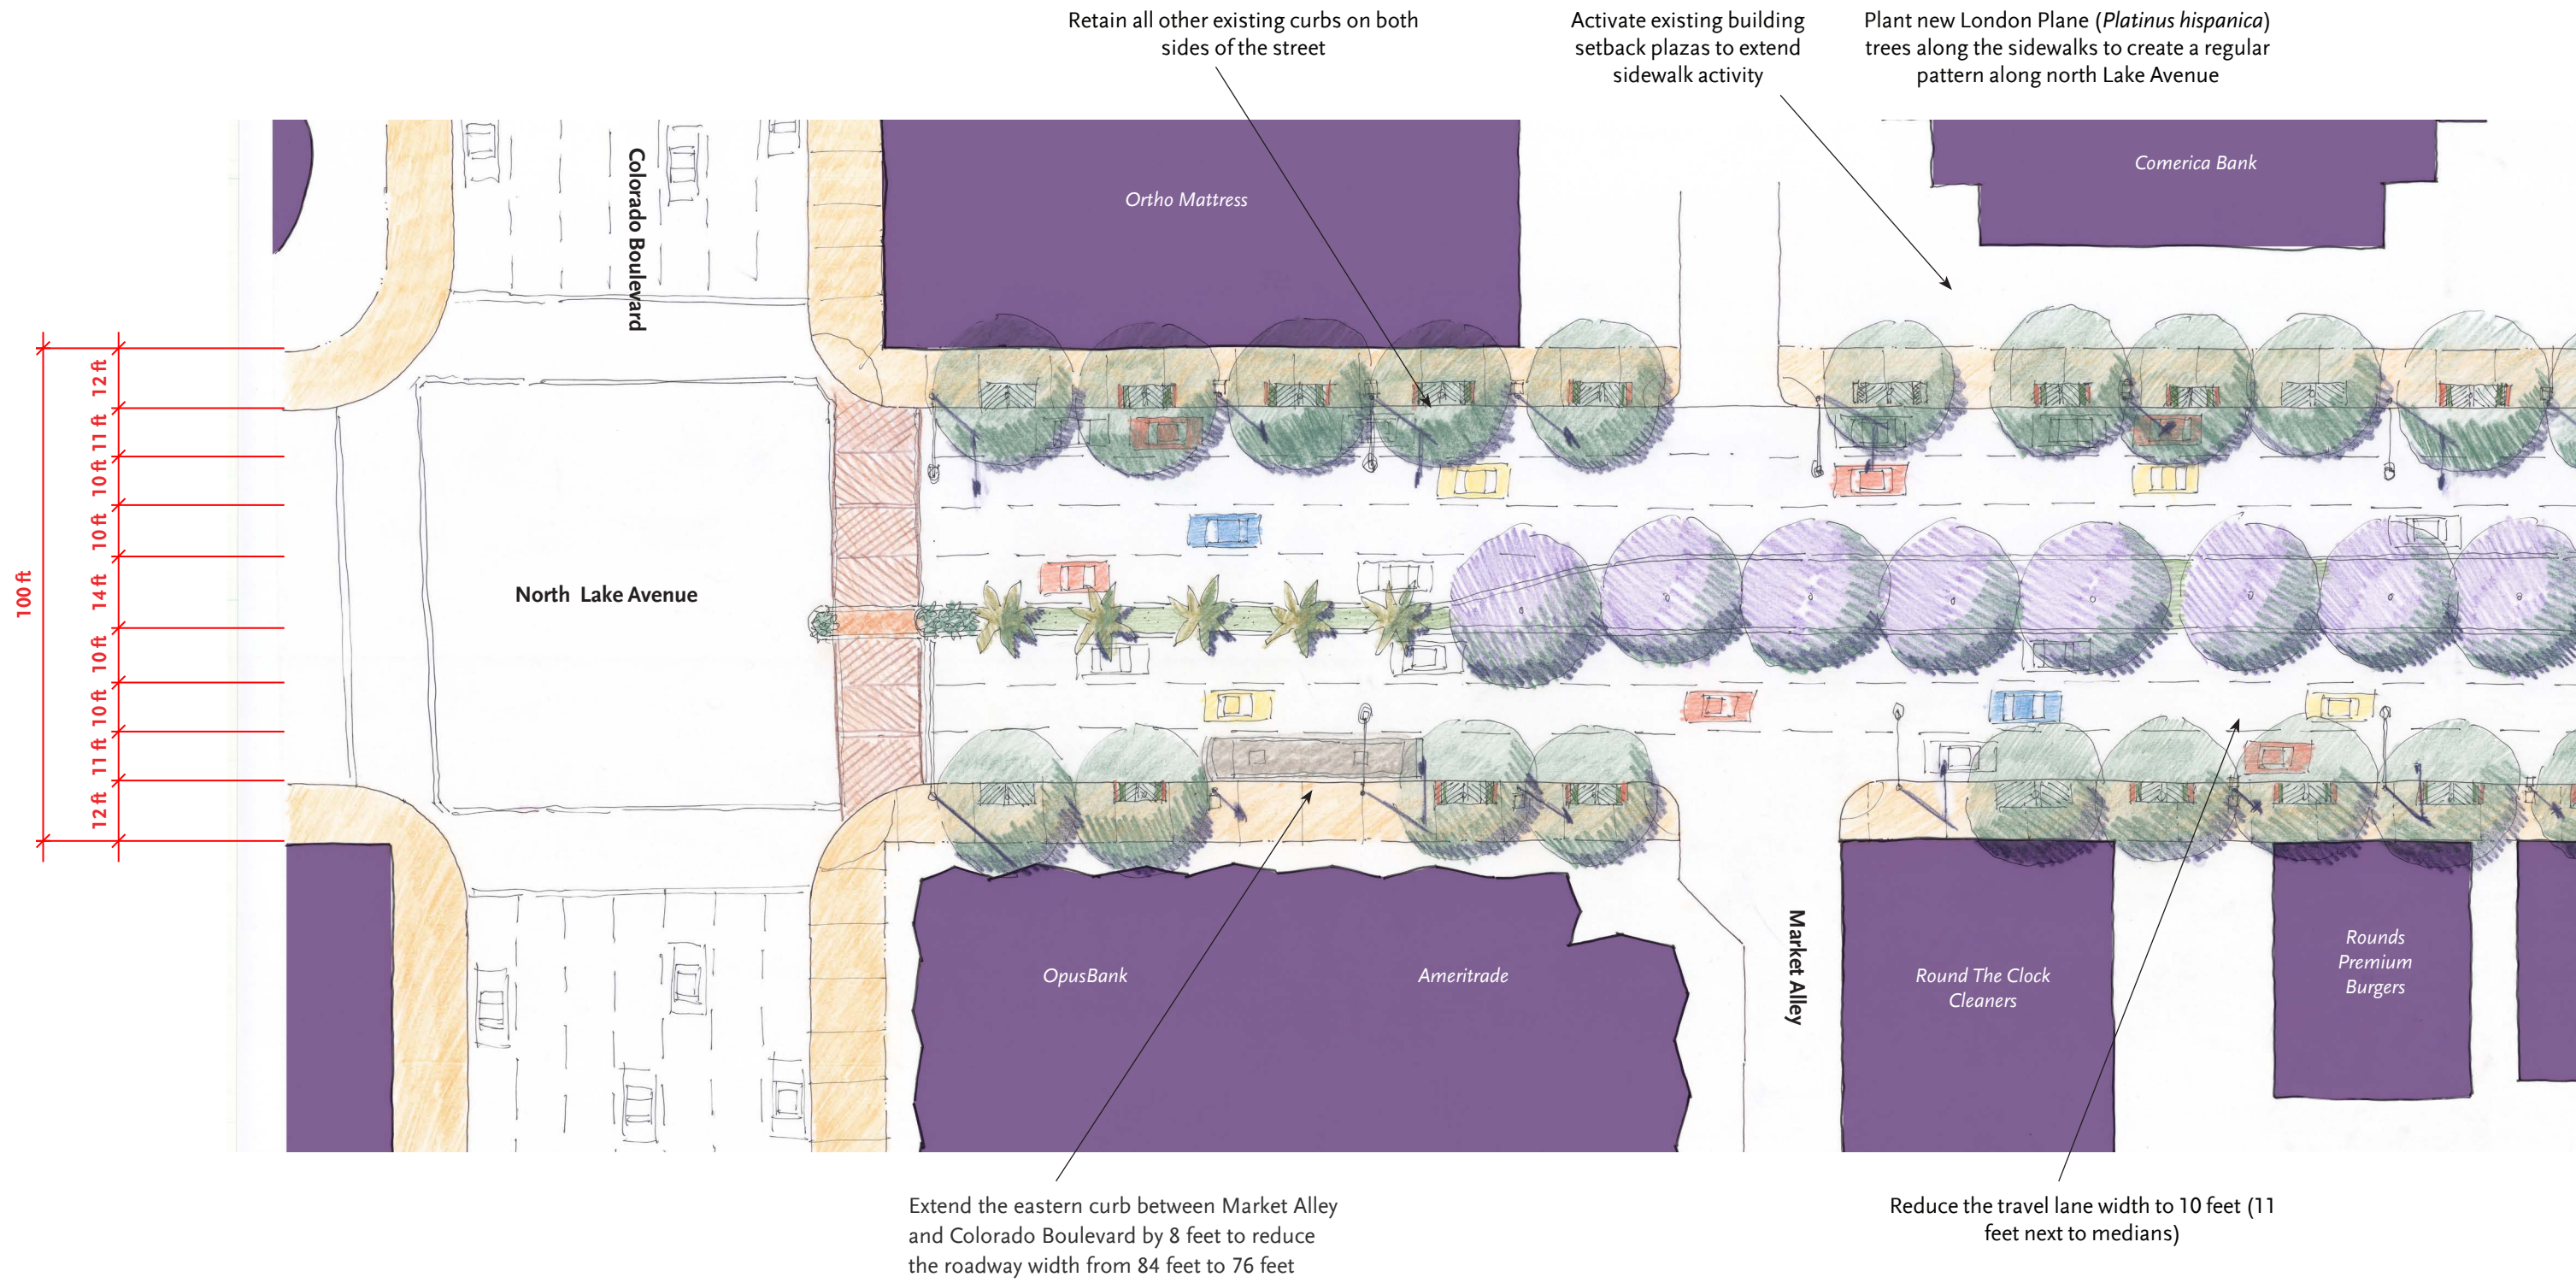 Retain all other existing curbs on both
sides of the street
Activate existing building
setback plazas to extend
sidewalk activity
Plant new London Plane (Platinus hispanica)
trees along the sidewalks to create a regular
pattern along north Lake Avenue
Colorado Boulevard
Ortho Mattress
Comerica Bank
100 ft
12 ft
11 ft
10 ft
10 ft
14 ft
10 ft
10 ft
11 ft
12 ft
North Lake Avenue
OpusBank
Ameritrade
Market Alley
Round The Clock
Cleaners
Rounds
Premium
Burgers
Extend the eastern curb between Market Alley
and Colorado Boulevard by 8 feet to reduce
the roadway width from 84 feet to 76 feet
Reduce the travel lane width to 10 feet (11
feet next to medians)